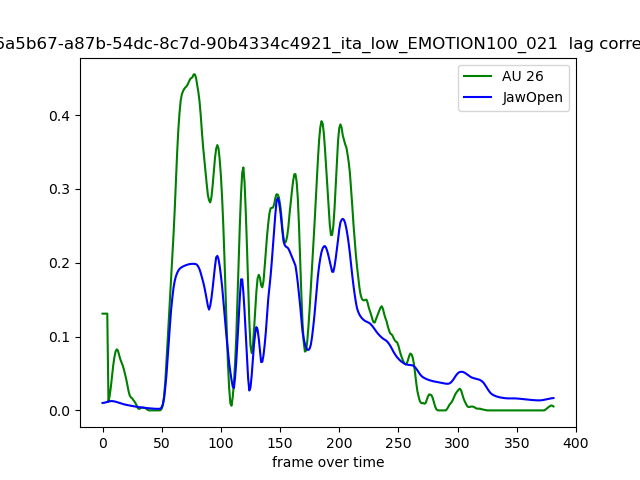 6a5b67-a87b-54dc-8c7d-90b4334c4921_ita_low_EMOTION100_021 lag corre
AU 26
JawOpen
0.4
0.3
0.2
0.1
0.0
0 50 100 150 200 250 300 350 400
frame over time